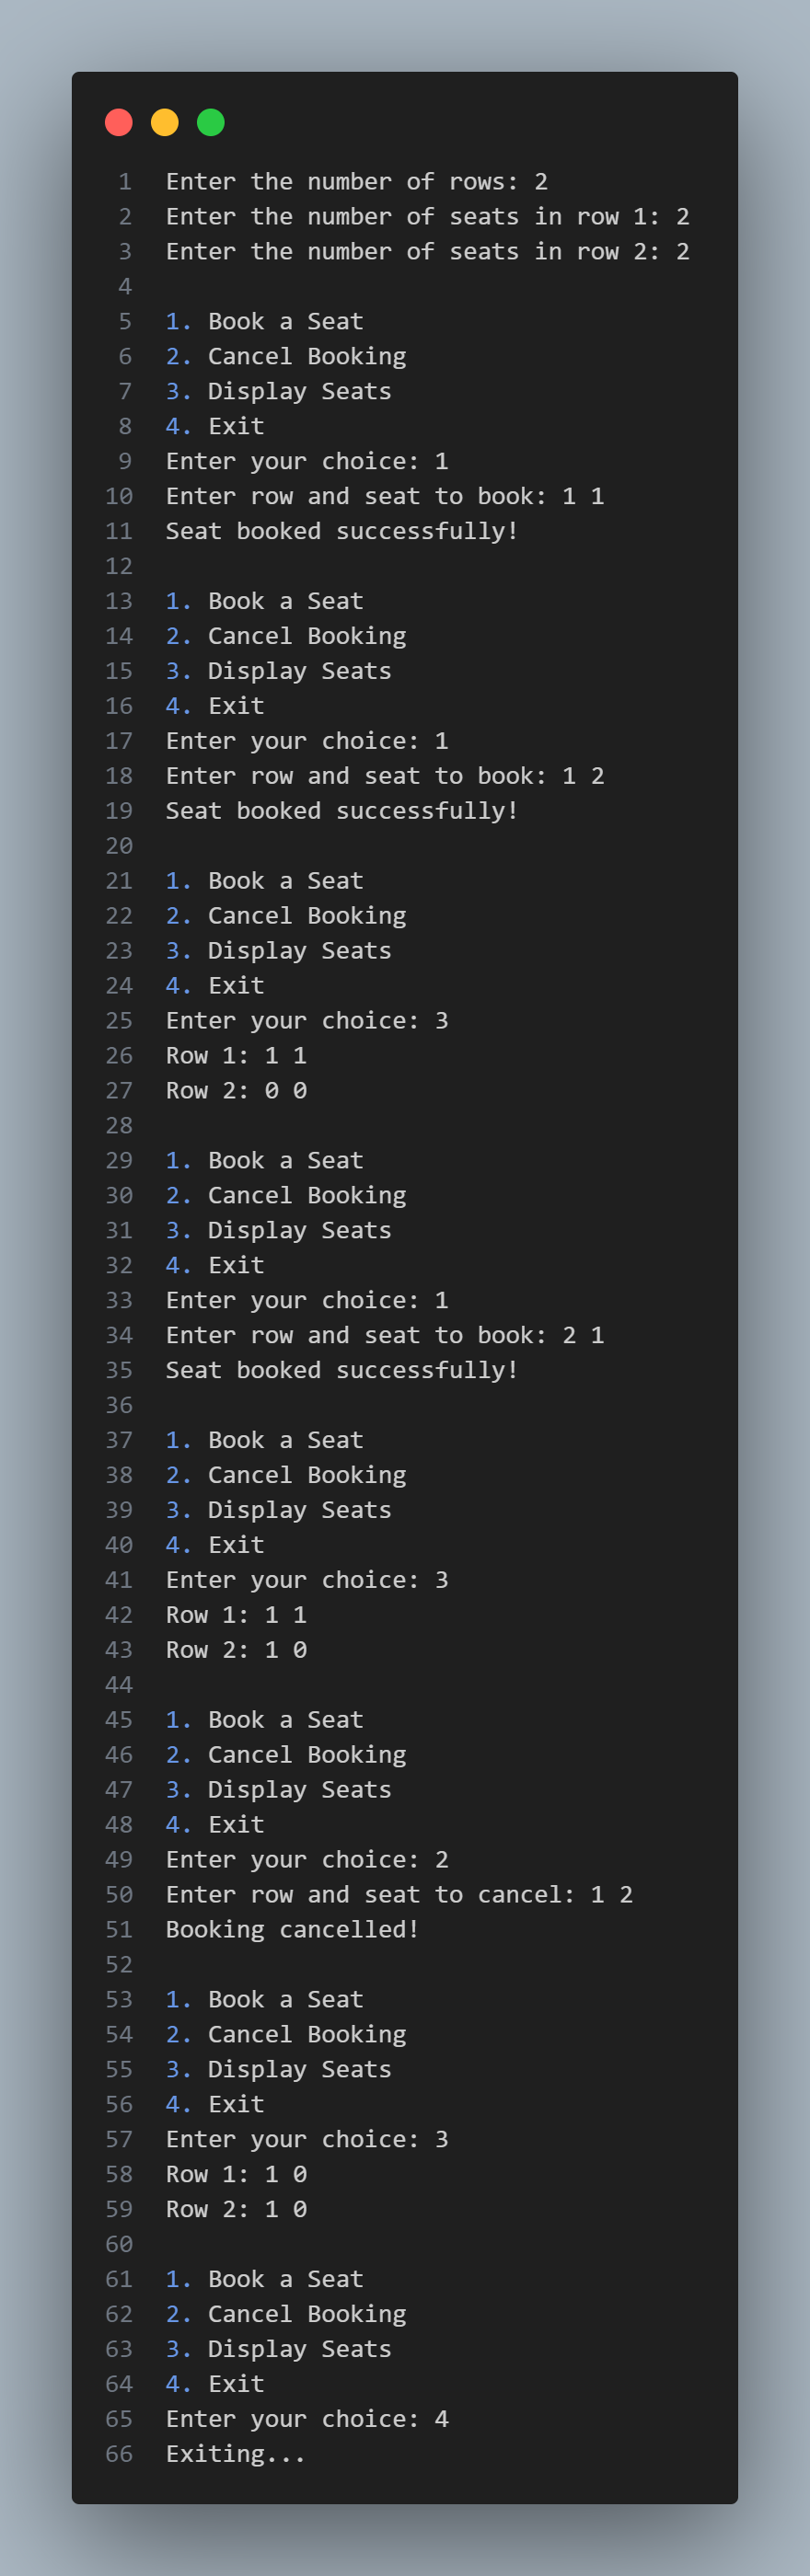 1 Enter the number of rows: 2
2 Enter the number of seats in row 1: 2
3 Enter the number of seats in row 2: 2
4
5 1. Book a Seat
6 2. Cancel Booking
7 3. Display Seats
8 4. Exit
9 Enter your choice: 1
10 Enter row and seat to book: 1 1
11 Seat booked successfully!
12
13 1. Book a Seat
14 2. Cancel Booking
15 3. Display Seats
16 4. Exit
17 Enter your choice: 1
18 Enter row and seat to book: 1 2
19 Seat booked successfully!
20
21 1. Book a Seat
22 2. Cancel Booking
23 3. Display Seats
24 4. Exit
25 Enter your choice: 3
26 Row 1: 1 1
27 Row 2: 0 0
28
29 1. Book a Seat
30 2. Cancel Booking
31 3. Display Seats
32 4. Exit
33 Enter your choice: 1
34 Enter row and seat to book: 2 1
35 Seat booked successfully!
36
37 1. Book a Seat
38 2. Cancel Booking
39 3. Display Seats
40 4. Exit
41 Enter your choice: 3
42 Row 1: 1 1
43 Row 2: 1 0
44
45 1. Book a Seat
46 2. Cancel Booking
47 3. Display Seats
48 4. Exit
49 Enter your choice: 2
50 Enter row and seat to cancel: 1 2
51 Booking cancelled!
52
53 1. Book a Seat
54 2. Cancel Booking
55 3. Display Seats
56 4. Exit
57 Enter your choice: 3
58 Row 1: 1 0
59 Row 2: 1 0
60
61 1. Book a Seat
62 2. Cancel Booking
63 3. Display Seats
64 4. Exit
65 Enter your choice: 4
66 Exiting...